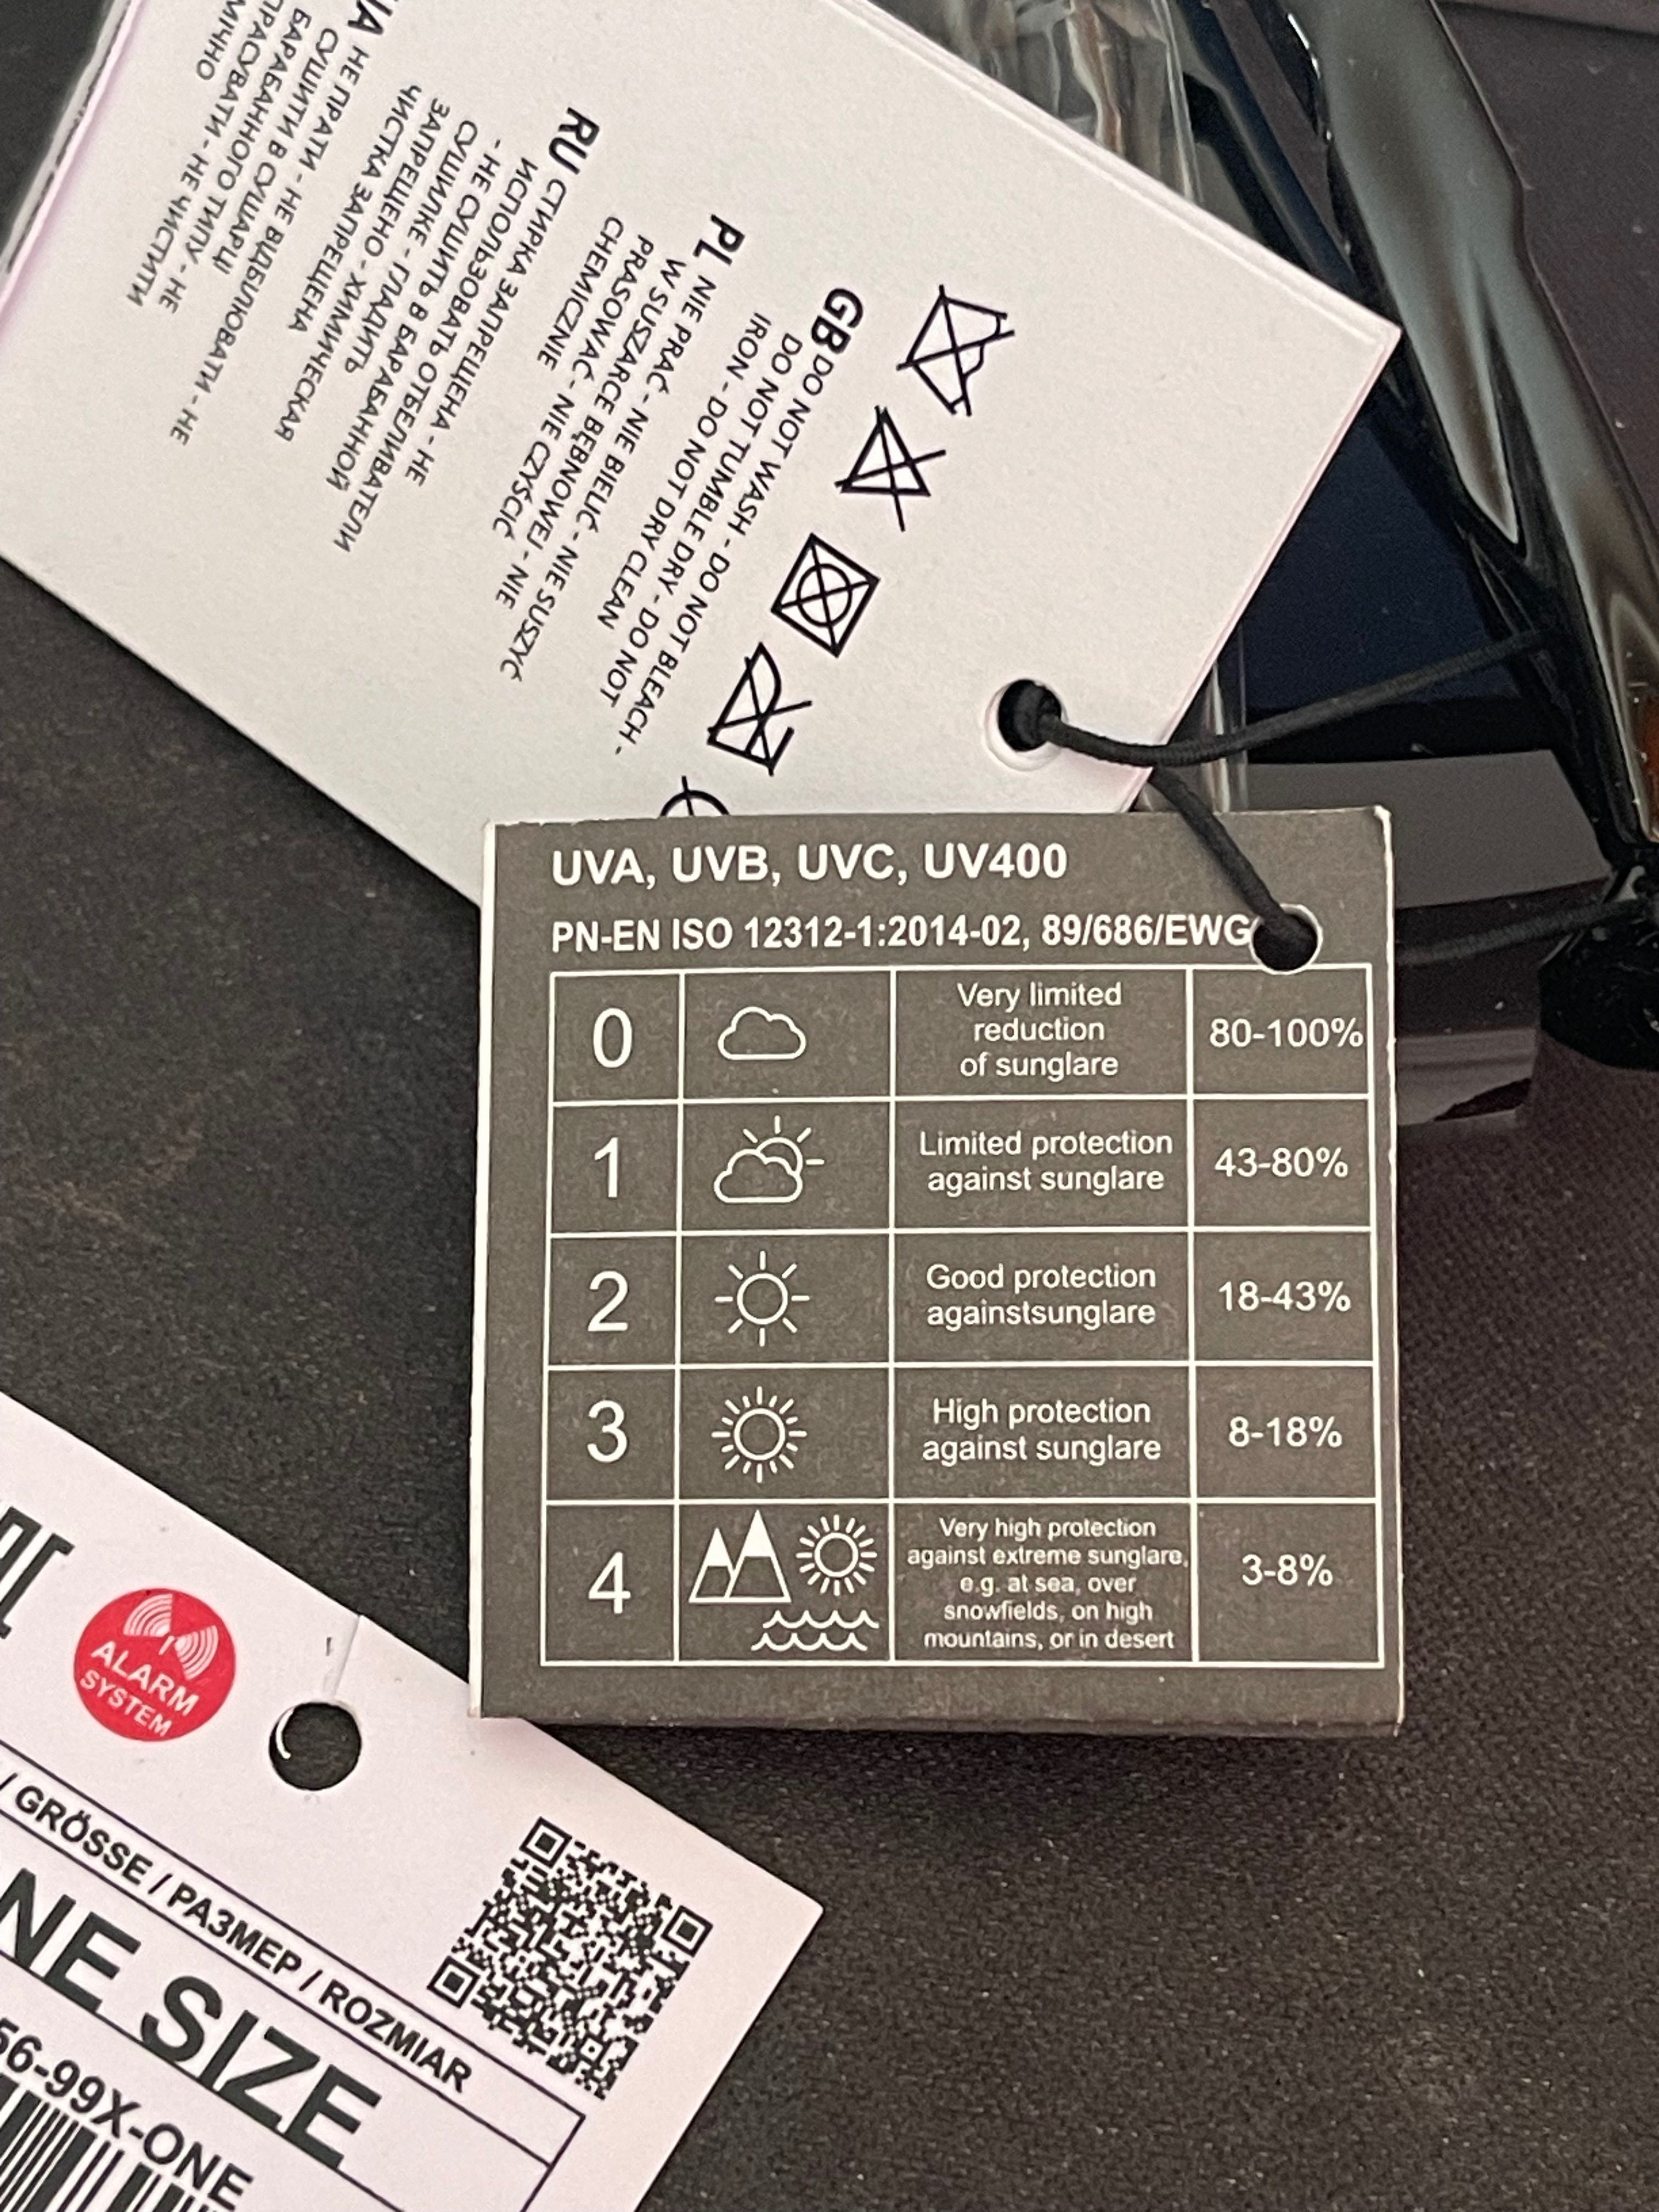 GB DO NOT WASH - DO NOT BLEACH -
DO NOT TUMBLE DRY - DO NOT
IRON - DO NOT DRY CLEAN
PL NIE PRAĆ - NIE BIELIĆ - NIE SUSZYĆ
W SUSZARCE BĘBNOWEJ - NIE
PRASOWAĆ - NIE CZYŚCIĆ
CHEMICZNIE
RU СТИРКА ЗАПРЕЩЕНА - НЕ
ИСПОЛЬЗОВАТЬ ОТБЕЛИВАТЕЛИ
- НЕ СУШИТЬ В БАРАБАННОЙ
СУШИЛКЕ - ГЛАДИТЬ
ЗАПРЕЩЕНО - ХИМИЧЕСКАЯ
ЧИСТКА ЗАПРЕЩЕНА
UA НЕ ПРАТИ - НЕ ВІДБІЛЮВАТИ - НЕ
СУШИТИ В СУШАРЦІ
БАРАБАННОГО ТИПУ - НЕ
ПРАСУВАТИ - НЕ ЧИСТИТИ
UVA, UVB, UVC, UV400
PN-EN ISO 12312-1:2014-02, 89/686/EWG
0 Very limited
reduction
of sunglare 80-100%
1 Limited protection
against sunglare 43-80%
2 Good protection
againstsunglare 18-43%
3 High protection
against sunglare 8-18%
4 Very high protection
against extreme sunglare,
e.g. at sea, over
snowfields, on high
mountains, or in desert 3-8%
ALARM
SYSTEM
/ GRÖSSE / РАЗМЕР / ROZMIAR
NE SIZE
56-99X-ONE